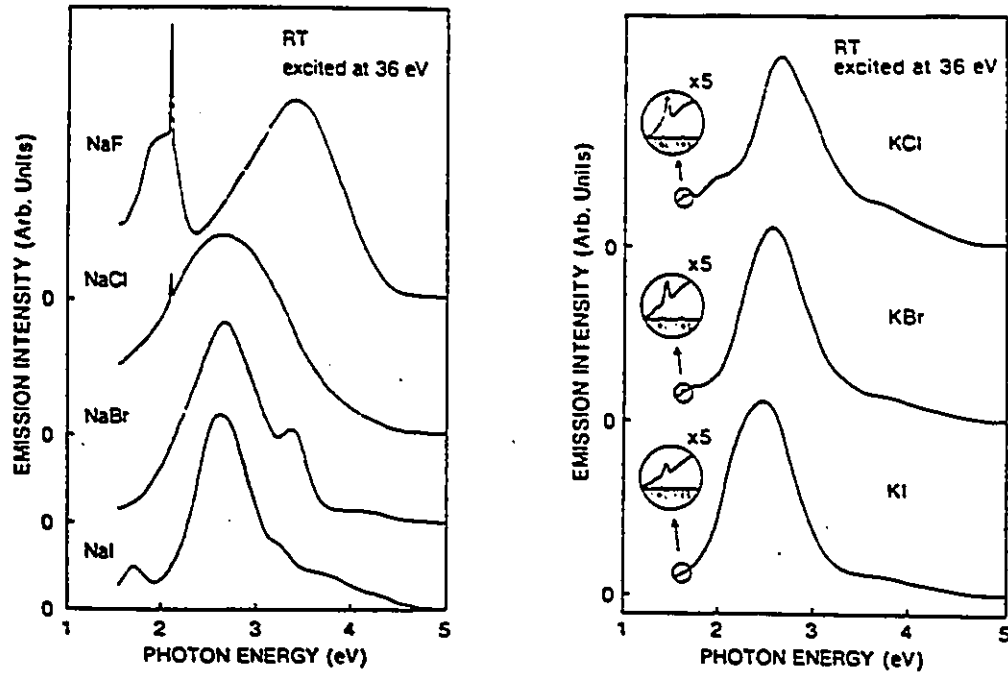 RT
excited at 36 eV
NaF
NaCl
NaBr
NaI
0
0
0
0
1 2 3 4 5
PHOTON ENERGY (eV)
EMISSION INTENSITY (Arb. Units)
RT
excited at 36 eV
x5
KCl
0
x5
KBr
0
x5
KI
0
1 2 3 4 5
PHOTON ENERGY (eV)
EMISSION INTENSITY (Arb. Units)